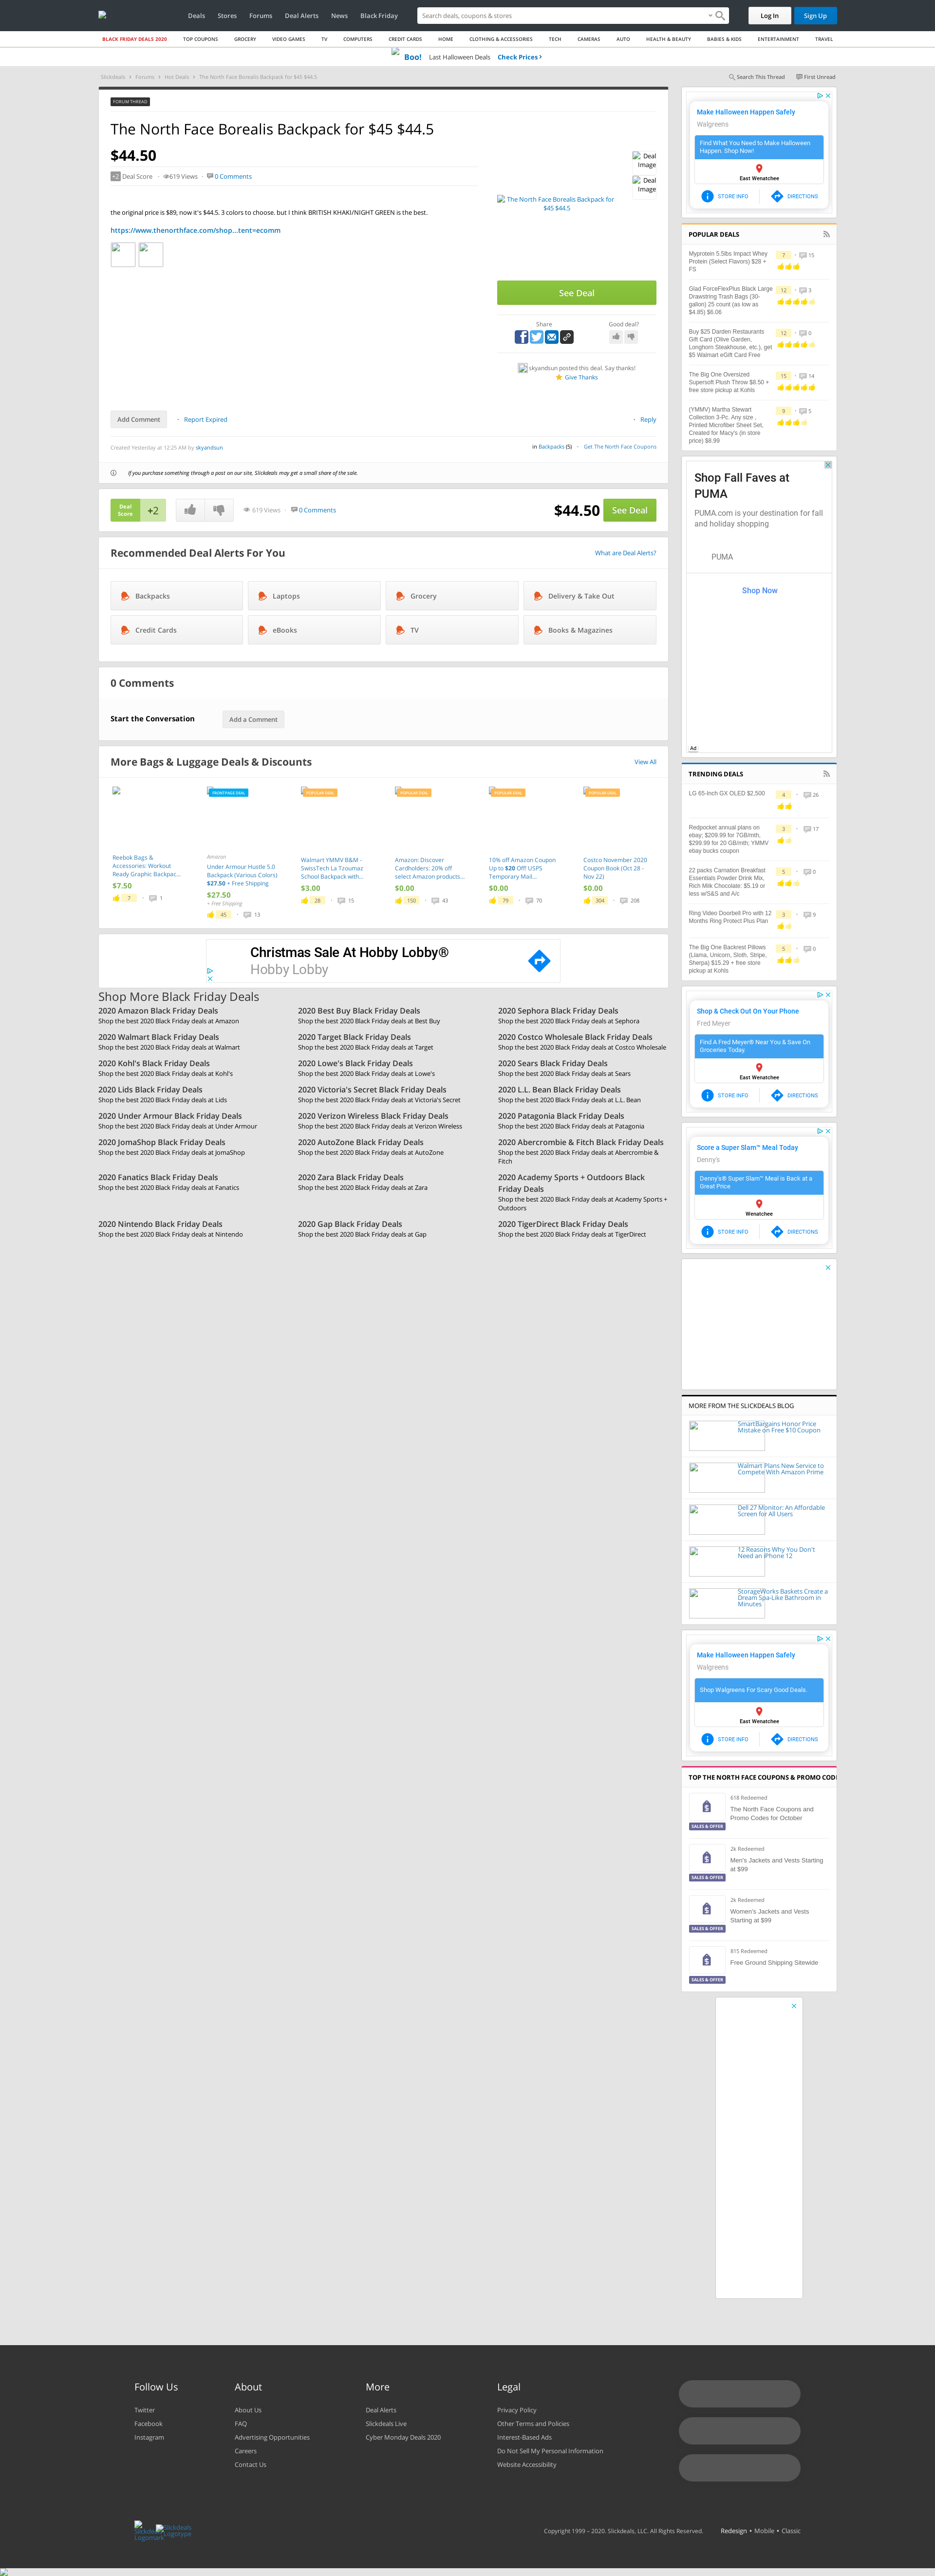 Deals Stores Forums Deal Alerts News Black Friday
Search deals, coupons & stores
Log In Sign Up
BLACK FRIDAY DEALS 2020 TOP COUPONS GROCERY VIDEO GAMES TV COMPUTERS CREDIT CARDS HOME CLOTHING & ACCESSORIES TECH CAMERAS AUTO HEALTH & BEAUTY BABIES & KIDS ENTERTAINMENT TRAVEL
Boo! Last Halloween Deals Check Prices ›
Slickdeals › Forums › Hot Deals › The North Face Borealis Backpack for $45 $44.5
Search This Thread First Unread
FORUM THREAD
The North Face Borealis Backpack for $45 $44.5
$44.50
+2 Deal Score · 619 Views · 0 Comments
the original price is $89, now it's $44.5. 3 colors to choose. but I think BRITISH KHAKI/NIGHT GREEN is the best.
https://www.thenorthface.com/shop...tent=ecomm
Deal Image
Deal Image
The North Face Borealis Backpack for $45 $44.5
See Deal
Share Good deal?
skyandsun posted this deal. Say thanks!
Give Thanks
Add Comment · Report Expired
· Reply
Created Yesterday at 12:25 AM by skyandsun
in Backpacks (5) · Get The North Face Coupons
If you purchase something through a post on our site, Slickdeals may get a small share of the sale.
Deal Score +2
619 Views · 0 Comments
$44.50 See Deal
Recommended Deal Alerts For You
What are Deal Alerts?
Backpacks Laptops Grocery Delivery & Take Out
Credit Cards eBooks TV Books & Magazines
0 Comments
Start the Conversation Add a Comment
More Bags & Luggage Deals & Discounts
View All
Reebok Bags & Accessories: Workout Ready Graphic Backpac...
$7.50
7 · 1
FRONTPAGE DEAL
Amazon
Under Armour Hustle 5.0 Backpack (Various Colors) $27.50 + Free Shipping
$27.50
+ Free Shipping
45 · 13
POPULAR DEAL
Walmart YMMV B&M - SwissTech La Tzoumaz School Backpack with...
$3.00
28 · 15
POPULAR DEAL
Amazon: Discover Cardholders: 20% off select Amazon products...
$0.00
150 · 43
POPULAR DEAL
10% off Amazon Coupon Up to $20 Off! USPS Temporary Mail...
$0.00
79 · 70
POPULAR DEAL
Costco November 2020 Coupon Book (Oct 28 - Nov 22)
$0.00
304 · 208
Christmas Sale At Hobby Lobby®
Hobby Lobby
Shop More Black Friday Deals
2020 Amazon Black Friday Deals
Shop the best 2020 Black Friday deals at Amazon
2020 Best Buy Black Friday Deals
Shop the best 2020 Black Friday deals at Best Buy
2020 Sephora Black Friday Deals
Shop the best 2020 Black Friday deals at Sephora
2020 Walmart Black Friday Deals
Shop the best 2020 Black Friday deals at Walmart
2020 Target Black Friday Deals
Shop the best 2020 Black Friday deals at Target
2020 Costco Wholesale Black Friday Deals
Shop the best 2020 Black Friday deals at Costco Wholesale
2020 Kohl's Black Friday Deals
Shop the best 2020 Black Friday deals at Kohl's
2020 Lowe's Black Friday Deals
Shop the best 2020 Black Friday deals at Lowe's
2020 Sears Black Friday Deals
Shop the best 2020 Black Friday deals at Sears
2020 Lids Black Friday Deals
Shop the best 2020 Black Friday deals at Lids
2020 Victoria's Secret Black Friday Deals
Shop the best 2020 Black Friday deals at Victoria's Secret
2020 L.L. Bean Black Friday Deals
Shop the best 2020 Black Friday deals at L.L. Bean
2020 Under Armour Black Friday Deals
Shop the best 2020 Black Friday deals at Under Armour
2020 Verizon Wireless Black Friday Deals
Shop the best 2020 Black Friday deals at Verizon Wireless
2020 Patagonia Black Friday Deals
Shop the best 2020 Black Friday deals at Patagonia
2020 JomaShop Black Friday Deals
Shop the best 2020 Black Friday deals at JomaShop
2020 AutoZone Black Friday Deals
Shop the best 2020 Black Friday deals at AutoZone
2020 Abercrombie & Fitch Black Friday Deals
Shop the best 2020 Black Friday deals at Abercrombie & Fitch
2020 Fanatics Black Friday Deals
Shop the best 2020 Black Friday deals at Fanatics
2020 Zara Black Friday Deals
Shop the best 2020 Black Friday deals at Zara
2020 Academy Sports + Outdoors Black Friday Deals
Shop the best 2020 Black Friday deals at Academy Sports + Outdoors
2020 Nintendo Black Friday Deals
Shop the best 2020 Black Friday deals at Nintendo
2020 Gap Black Friday Deals
Shop the best 2020 Black Friday deals at Gap
2020 TigerDirect Black Friday Deals
Shop the best 2020 Black Friday deals at TigerDirect
Make Halloween Happen Safely
Walgreens
Find What You Need to Make Halloween Happen. Shop Now!
East Wenatchee
STORE INFO DIRECTIONS
POPULAR DEALS
Myprotein 5.5lbs Impact Whey Protein (Select Flavors) $28 + FS
7 · 15
Glad ForceFlexPlus Black Large Drawstring Trash Bags (30-gallon) 25 count (as low as $4.85) $6.06
12 · 3
Buy $25 Darden Restaurants Gift Card (Olive Garden, Longhorn Steakhouse, etc.), get $5 Walmart eGift Card Free
12 · 0
The Big One Oversized Supersoft Plush Throw $8.50 + free store pickup at Kohls
15 · 14
(YMMV) Martha Stewart Collection 3-Pc. Any size , Printed Microfiber Sheet Set, Created for Macy's (in store price) $8.99
9 · 5
Shop Fall Faves at PUMA
PUMA.com is your destination for fall and holiday shopping
PUMA
Shop Now
Ad
TRENDING DEALS
LG 65-Inch GX OLED $2,500
4 · 26
Redpocket annual plans on ebay: $209.99 for 7GB/mth, $299.99 for 20 GB/mth; YMMV ebay bucks coupon
3 · 17
22 packs Carnation Breakfast Essentials Powder Drink Mix, Rich Milk Chocolate: $5.19 or less w/S&S and A/c
5 · 0
Ring Video Doorbell Pro with 12 Months Ring Protect Plus Plan
3 · 9
The Big One Backrest Pillows (Llama, Unicorn, Sloth, Stripe, Sherpa) $15.29 + free store pickup at Kohls
5 · 0
Shop & Check Out On Your Phone
Fred Meyer
Find A Fred Meyer® Near You & Save On Groceries Today
East Wenatchee
STORE INFO DIRECTIONS
Score a Super Slam™ Meal Today
Denny's
Denny's® Super Slam™ Meal is Back at a Great Price
Wenatchee
STORE INFO DIRECTIONS
MORE FROM THE SLICKDEALS BLOG
SmartBargains Honor Price Mistake on Free $10 Coupon
Walmart Plans New Service to Compete With Amazon Prime
Dell 27 Monitor: An Affordable Screen for All Users
12 Reasons Why You Don't Need an iPhone 12
StorageWorks Baskets Create a Dream Spa-Like Bathroom in Minutes
Make Halloween Happen Safely
Walgreens
Shop Walgreens For Scary Good Deals.
East Wenatchee
STORE INFO DIRECTIONS
TOP THE NORTH FACE COUPONS & PROMO CODE
618 Redeemed
The North Face Coupons and Promo Codes for October
SALES & OFFER
2k Redeemed
Men's Jackets and Vests Starting at $99
SALES & OFFER
2k Redeemed
Women's Jackets and Vests Starting at $99
SALES & OFFER
815 Redeemed
Free Ground Shipping Sitewide
SALES & OFFER
Follow Us
Twitter
Facebook
Instagram
About
About Us
FAQ
Advertising Opportunities
Careers
Contact Us
More
Deal Alerts
Slickdeals Live
Cyber Monday Deals 2020
Legal
Privacy Policy
Other Terms and Policies
Interest-Based Ads
Do Not Sell My Personal Information
Website Accessibility
Slickdeals Logomark Slickdeals Logotype
Copyright 1999 – 2020. Slickdeals, LLC. All Rights Reserved. Redesign • Mobile • Classic